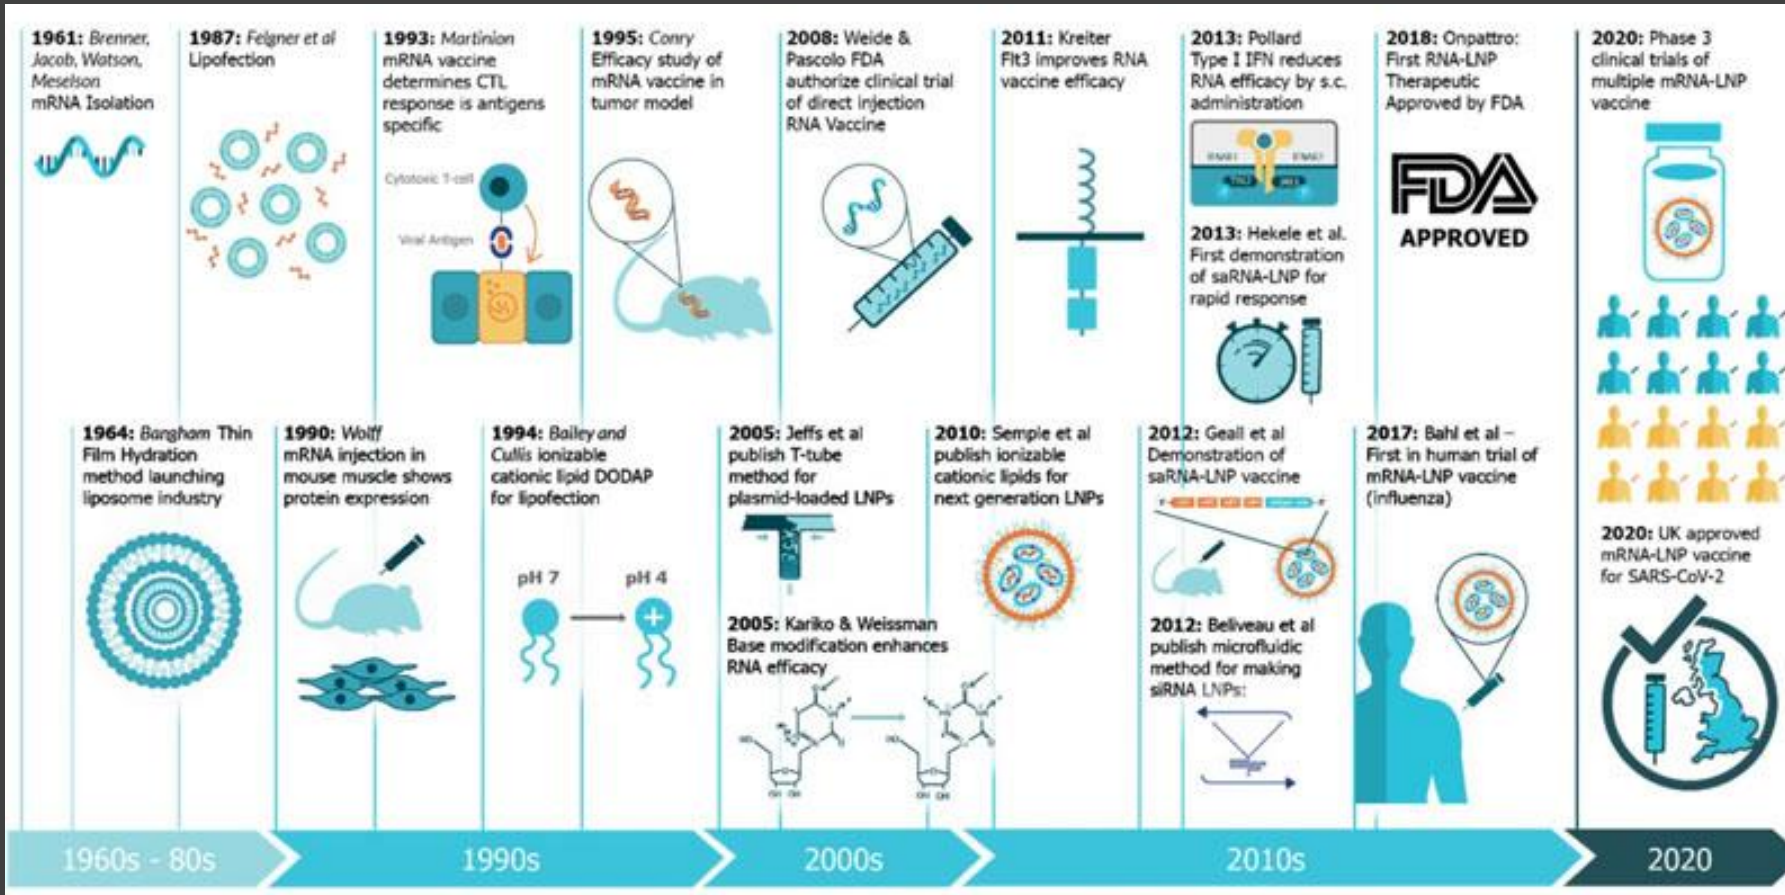 1961: Brenner,
Jacob, Watson,
Meselson
mRNA Isolation
1987: Felgner et al
Lipofection
1993: Martinion
mRNA vaccine
determines CTL
response is antigens
specific
Cytotoxic T-cell
Viral Antigen
1995: Conry
Efficacy study of
mRNA vaccine in
tumor model
2008: Weide &
Pascolo FDA
authorize clinical trial
of direct injection
RNA Vaccine
2011: Kreiter
Flt3 improves RNA
vaccine efficacy
2013: Pollard
Type I IFN reduces
RNA efficacy by s.c.
administration
2013: Hekele et al.
First demonstration
of saRNA-LNP for
rapid response
2018: Onpattro:
First RNA-LNP
Therapeutic
Approved by FDA
FDA
APPROVED
2020: Phase 3
clinical trials of
multiple mRNA-LNP
vaccine
1964: Bangham Thin
Film Hydration
method launching
liposome industry
1990: Wolff
mRNA injection in
mouse muscle shows
protein expression
1994: Bailey and
Cullis ionizable
cationic lipid DODAP
for lipofection
pH 7
pH 4
2005: Jeffs et al
publish T-tube
method for
plasmid-loaded LNPs
2005: Kariko & Weissman
Base modification enhances
RNA efficacy
HO
OH OH
HO
OH OH
2010: Semple et al
publish ionizable
cationic lipids for
next generation LNPs
2012: Geall et al
Demonstration of
saRNA-LNP vaccine
2012: Beliveau et al
publish microfluidic
method for making
siRNA LNPs:
2017: Bahl et al –
First in human trial of
mRNA-LNP vaccine
(influenza)
2020: UK approved
mRNA-LNP vaccine
for SARS-CoV-2
1960s - 80s
1990s
2000s
2010s
2020